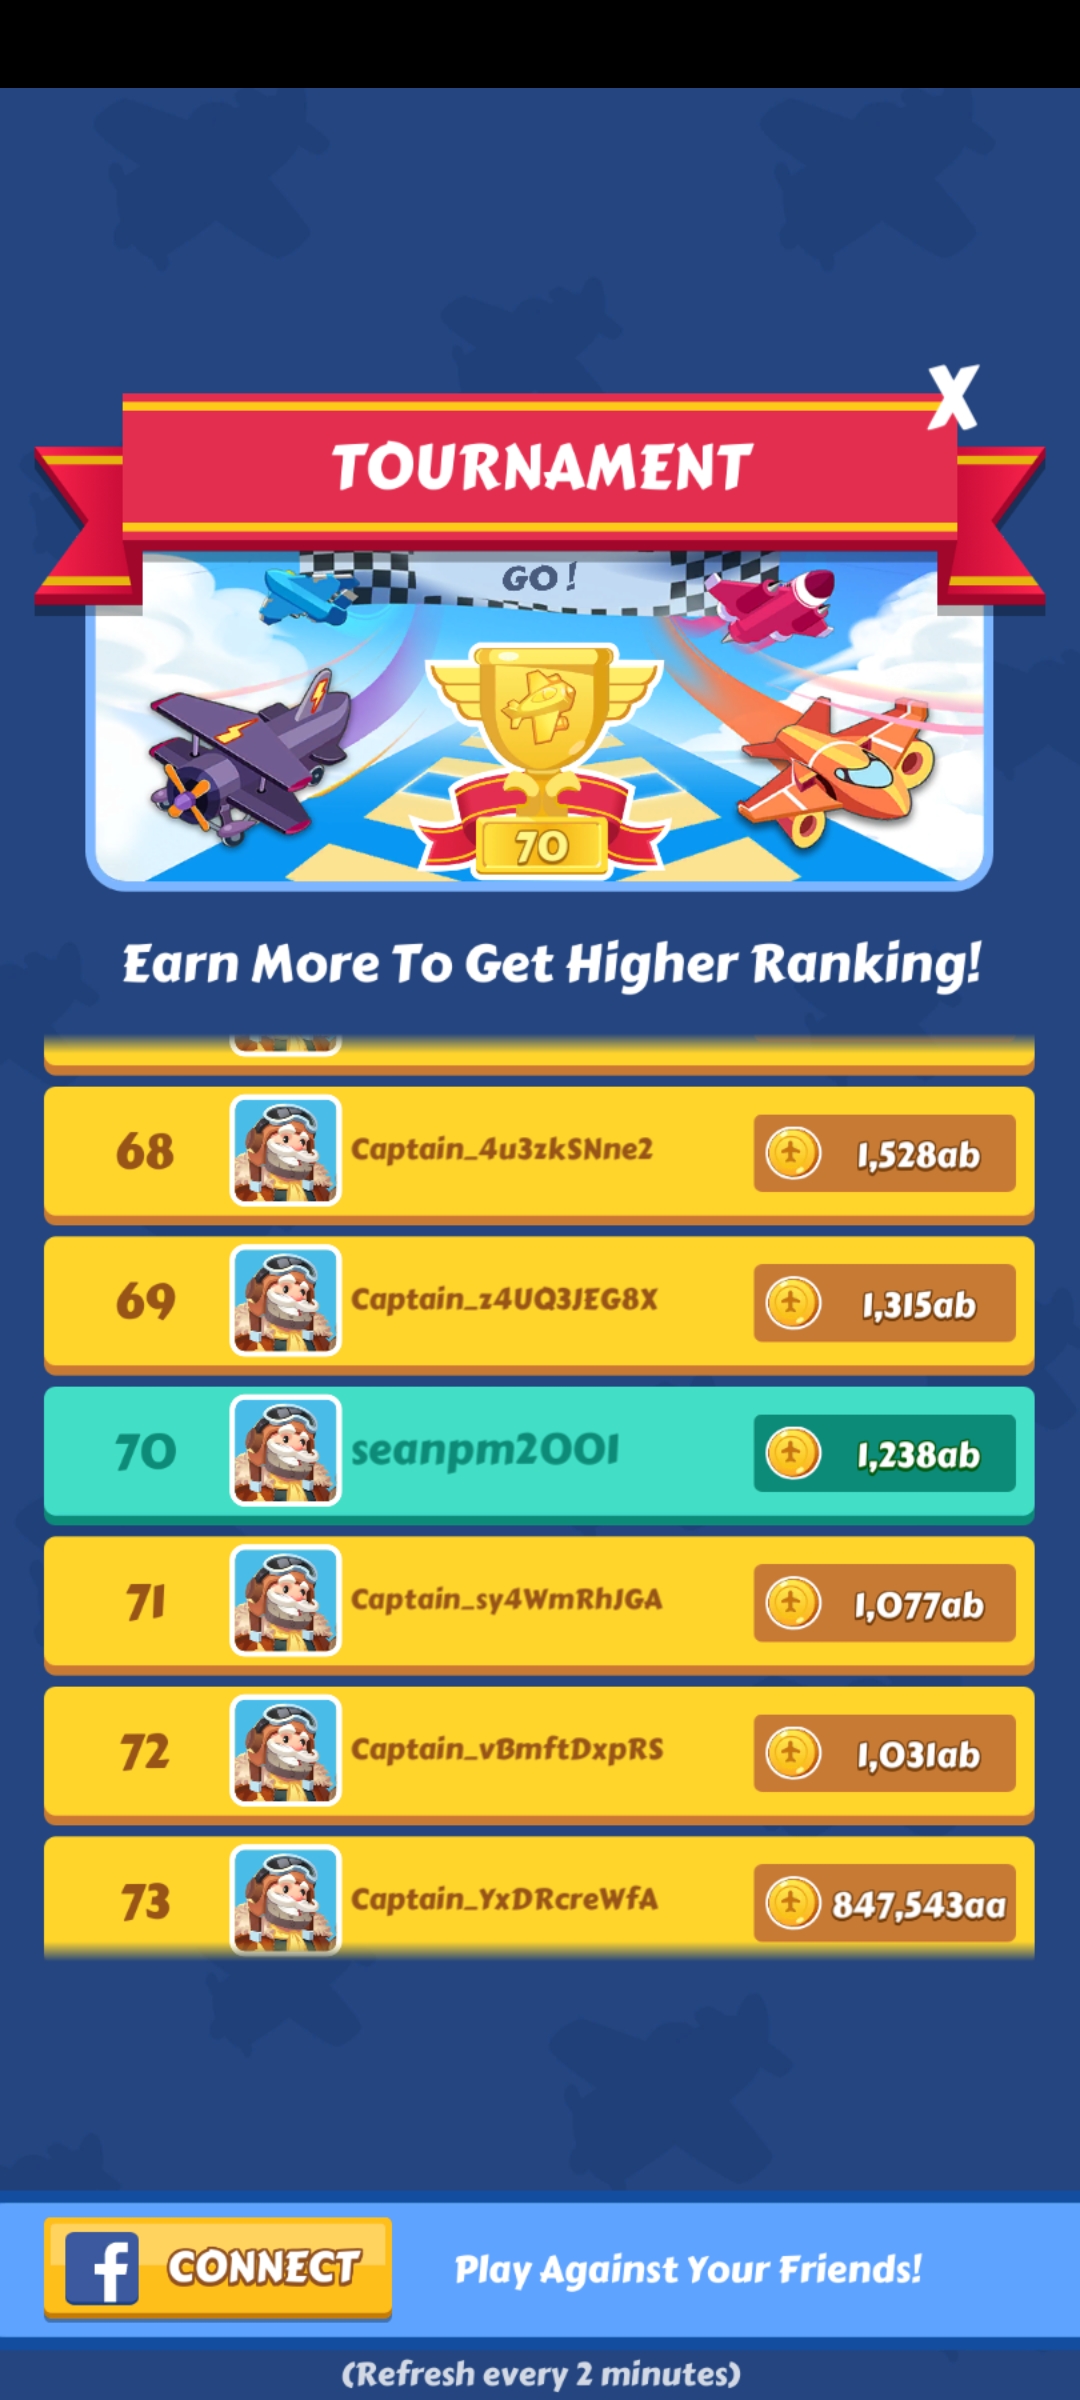 X
TOURNAMENT
GO!
70
Earn More To Get Higher Ranking!
68 Captain_4u3zkSNne2 1,528ab
69 Captain_z4UQ3JEG8X 1,315ab
70 seanpm2001 1,238ab
71 Captain_sy4WmRhJGA 1,077ab
72 Captain_vBmftDxpRS 1,031ab
73 Captain_YxDRcreWfA 847,543aa
f CONNECT Play Against Your Friends!
(Refresh every 2 minutes)